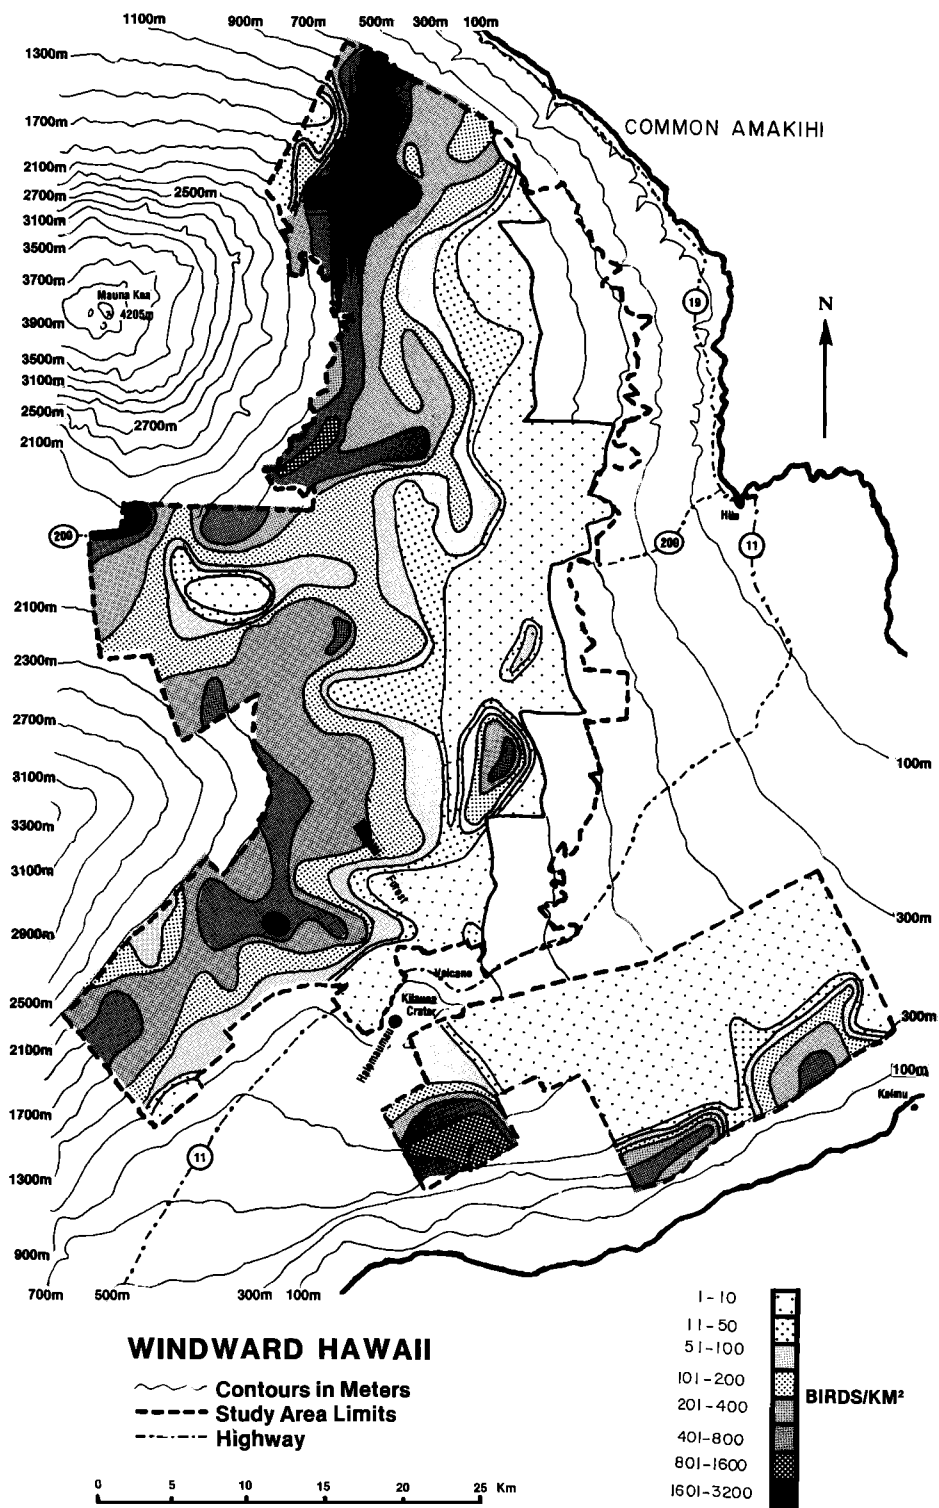 1100m
900m
700m
500m
300m
100m
1300m
1700m
2100m
2700m
2500m
3100m
3500m
3700m
Mauna Kea
4205m
3900m
3500m
3100m
2500m
2700m
2100m
COMMON AMAKIHI
19
N
Hilo
200
200
11
2100m
2300m
2700m
3100m
3300m
3100m
2900m
2500m
2100m
1700m
1300m
900m
700m
500m
300m
100m
100m
300m
300m
100m
Kaimu
Forest
Volcano
Kilauea
Crater
Halemaumau
11
WINDWARD HAWAII
Contours in Meters
Study Area Limits
Highway
0 5 10 15 20 25 Km
1-10
11-50
51-100
101-200
201-400
401-800
801-1600
1601-3200
BIRDS/KM²